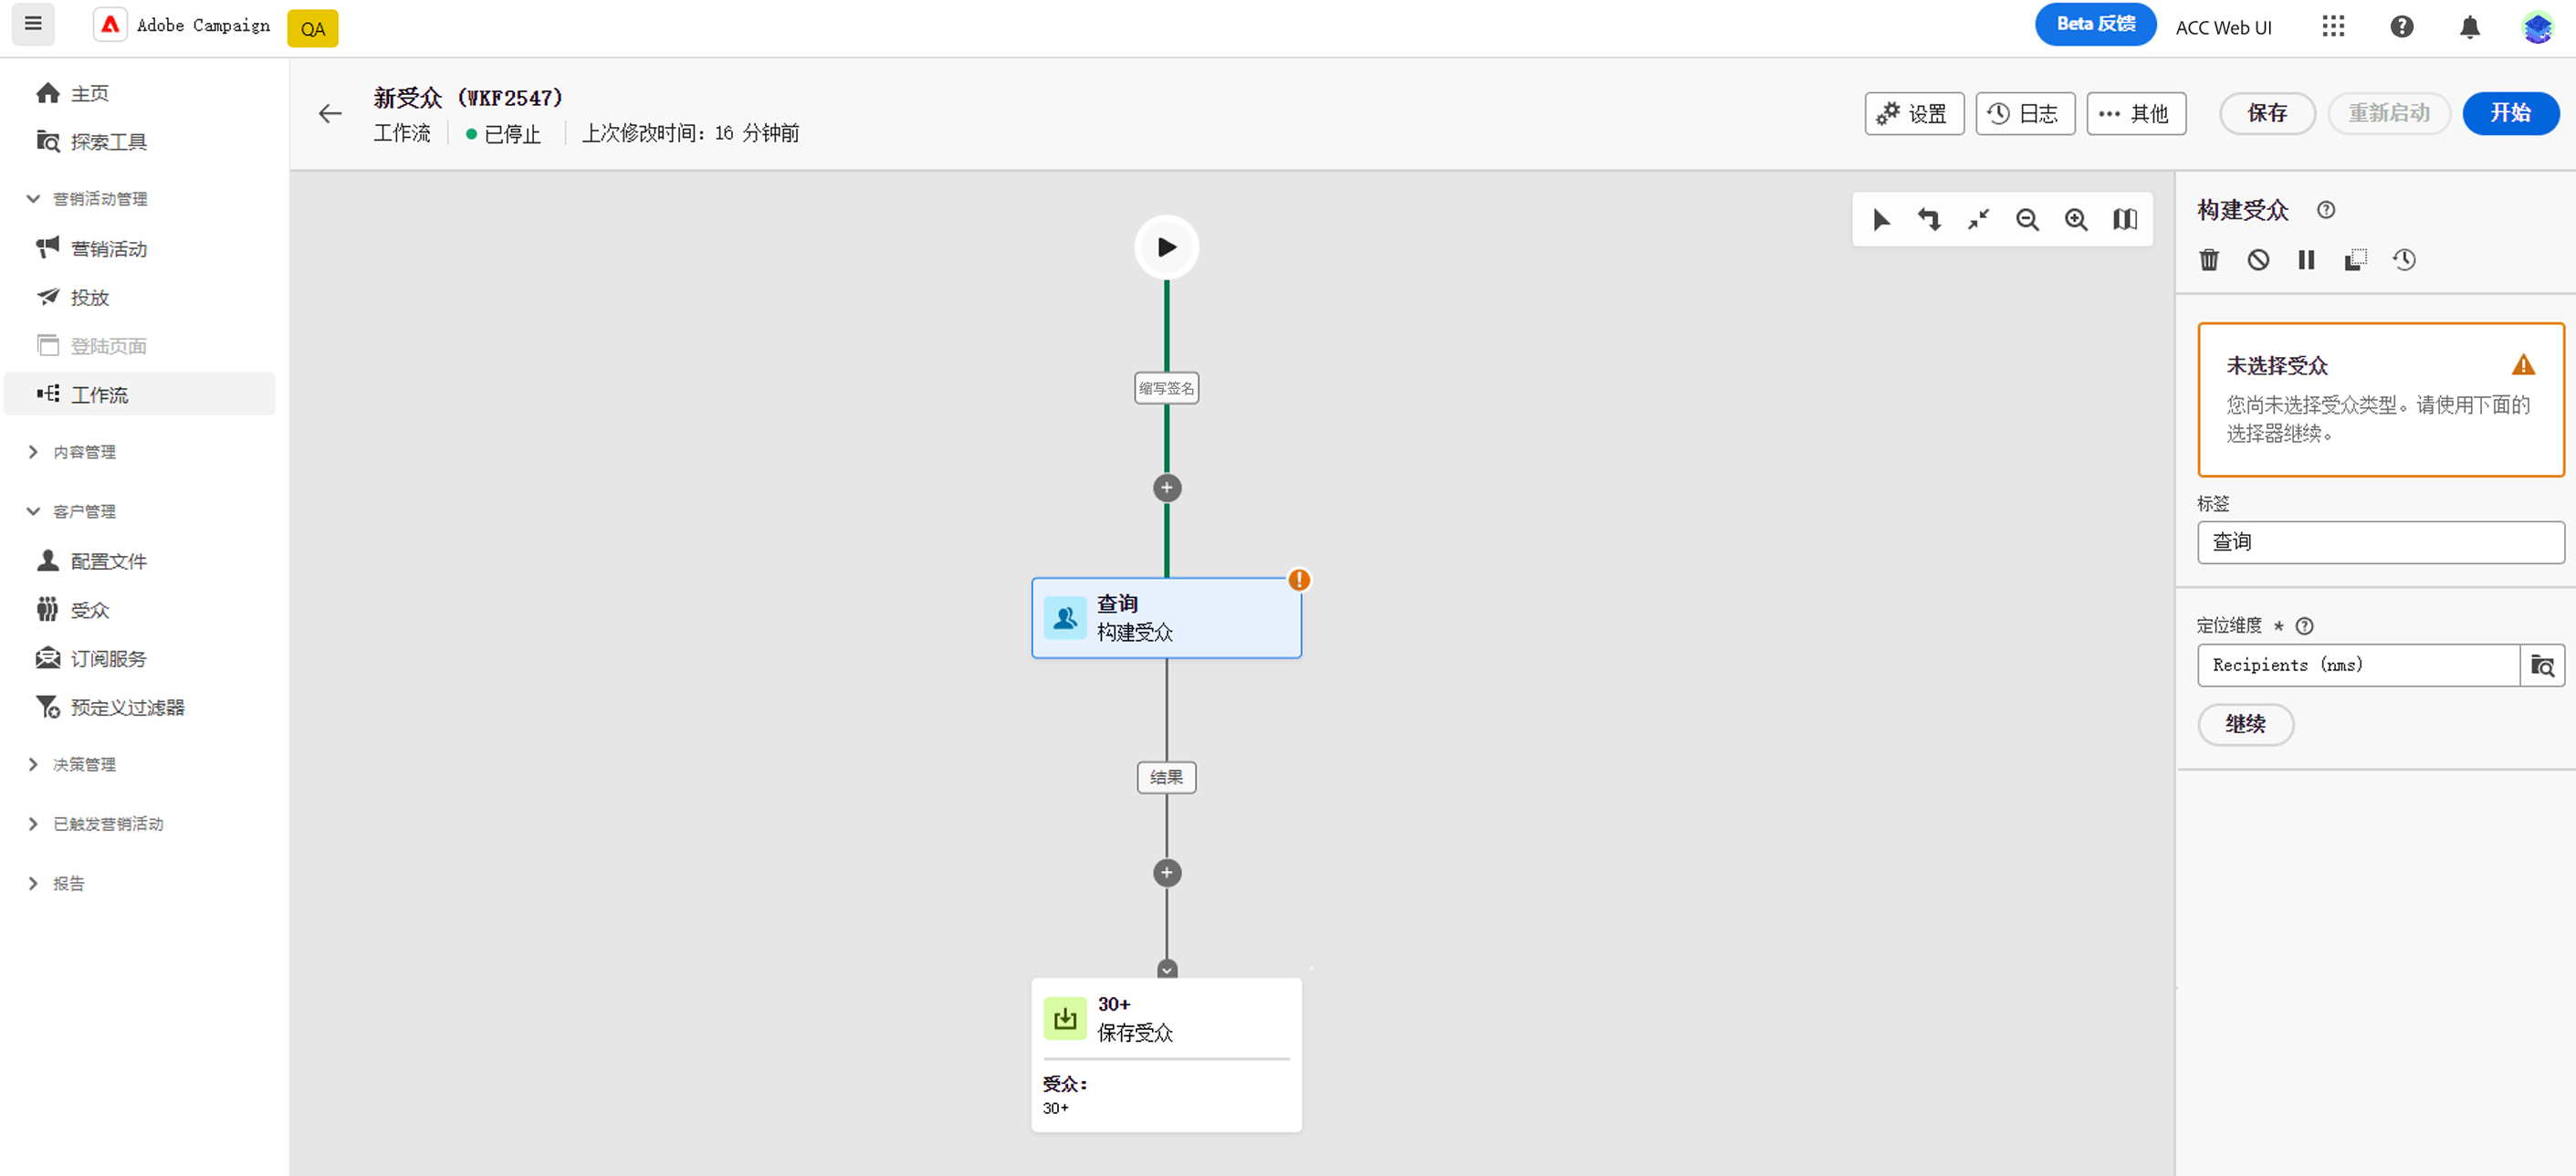 Adobe Campaign
QA
Beta 反馈
ACC Web UI
主页
探索工具
营销活动管理
营销活动
投放
登陆页面
工作流
内容管理
客户管理
配置文件
受众
订阅服务
预定义过滤器
决策管理
已触发营销活动
报告
新受众 (WKF2547)
工作流
已停止
上次修改时间：16 分钟前
设置
日志
其他
保存
重新启动
开始
缩写签名
查询
构建受众
结果
30+
保存受众
受众：
30+
构建受众
未选择受众
您尚未选择受众类型。请使用下面的
选择器继续。
标签
查询
定位维度 *
Recipients (nms)
继续